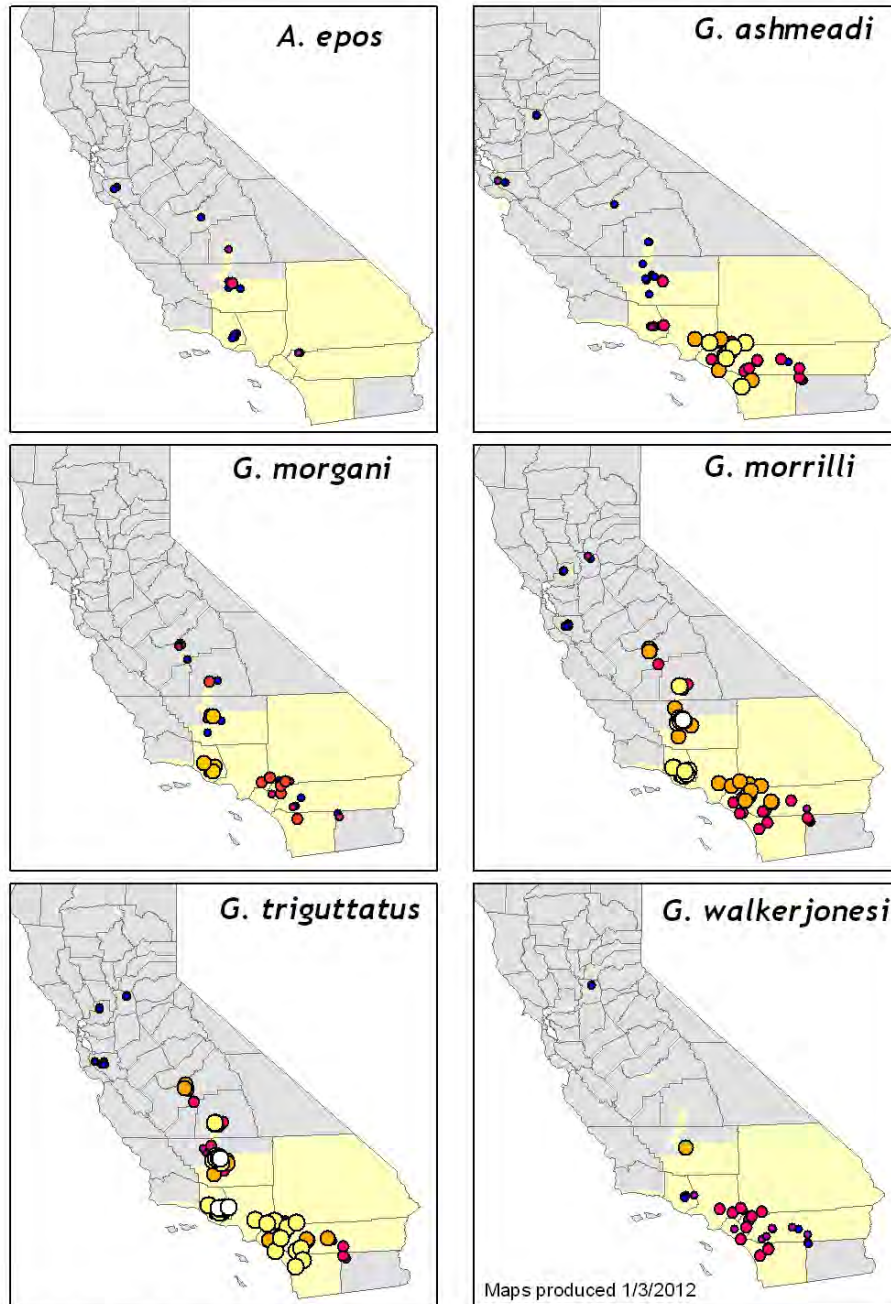 A. epos
G. ashmeadi
G. morgani
G. morrilli
G. triguttatus
G. walkerjonesi
Maps produced 1/3/2012